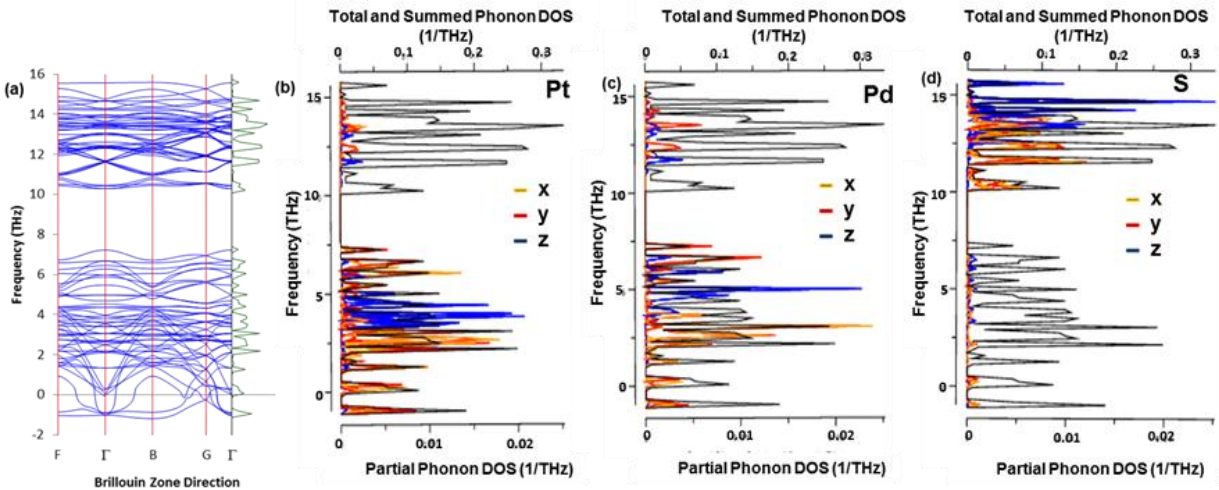 (a)
16
14
12
10
8
6
4
2
0
-2
Frequency (THz)
F Γ B G Γ
Brillouin Zone Direction
(b)
Total and Summed Phonon DOS
(1/THz)
0 0.1 0.2 0.3
Pt
15
10
5
0
Frequency (THz)
x
y
z
0 0.01 0.02
Partial Phonon DOS (1/THz)
(c)
Total and Summed Phonon DOS
(1/THz)
0 0.1 0.2 0.3
Pd
15
10
5
0
Frequency (THz)
x
y
z
0 0.01 0.02
Partial Phonon DOS (1/THz)
(d)
Total and Summed Phonon DOS
(1/THz)
0 0.1 0.2 0.3
S
15
10
5
0
Frequency (THz)
x
y
z
0 0.01 0.02
Partial Phonon DOS (1/THz)